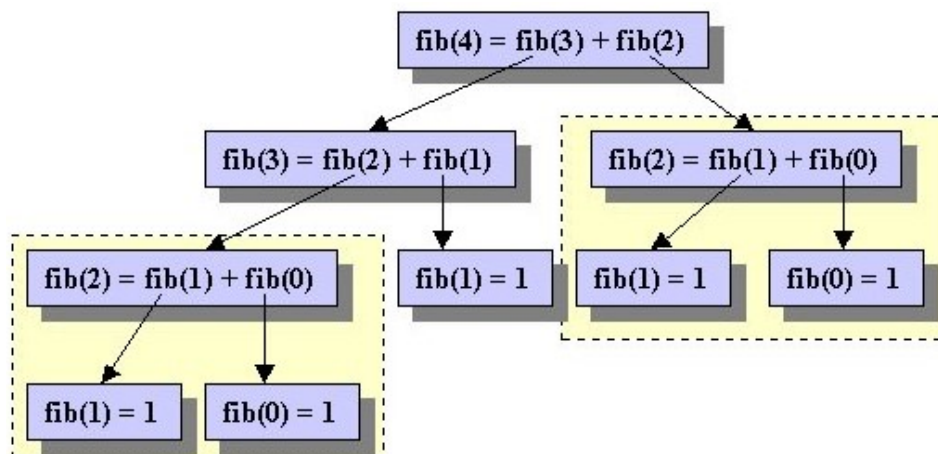 fib(4) = fib(3) + fib(2)
fib(3) = fib(2) + fib(1)
fib(2) = fib(1) + fib(0)
fib(2) = fib(1) + fib(0)
fib(1) = 1
fib(1) = 1
fib(0) = 1
fib(1) = 1
fib(0) = 1